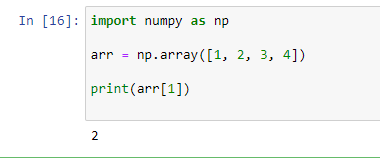 In [16]: import numpy as np
arr = np.array([1, 2, 3, 4])
print(arr[1])
2